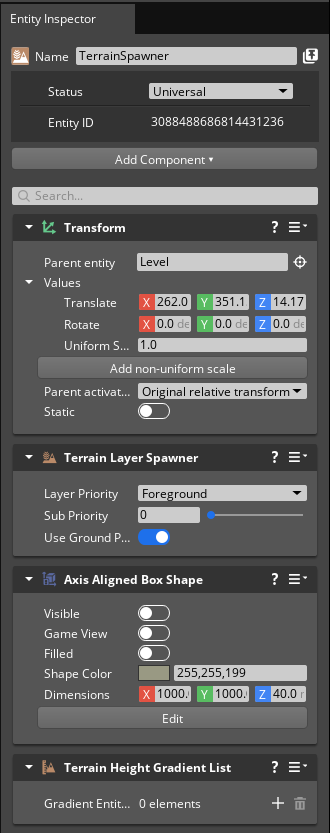 Entity Inspector
Name TerrainSpawner
Status Universal
Entity ID 3088488686814431236
Add Component
Search...
Transform ?
Parent entity Level
Values
Translate X 262.0 Y 351.1 Z 14.17
Rotate X 0.0 de Y 0.0 de Z 0.0 de
Uniform S... 1.0
Add non-uniform scale
Parent activat... Original relative transform
Static
Terrain Layer Spawner ?
Layer Priority Foreground
Sub Priority 0
Use Ground P...
Axis Aligned Box Shape ?
Visible
Game View
Filled
Shape Color 255,255,199
Dimensions X 1000.0 Y 1000.0 Z 40.0
Edit
Terrain Height Gradient List ?
Gradient Entit... 0 elements